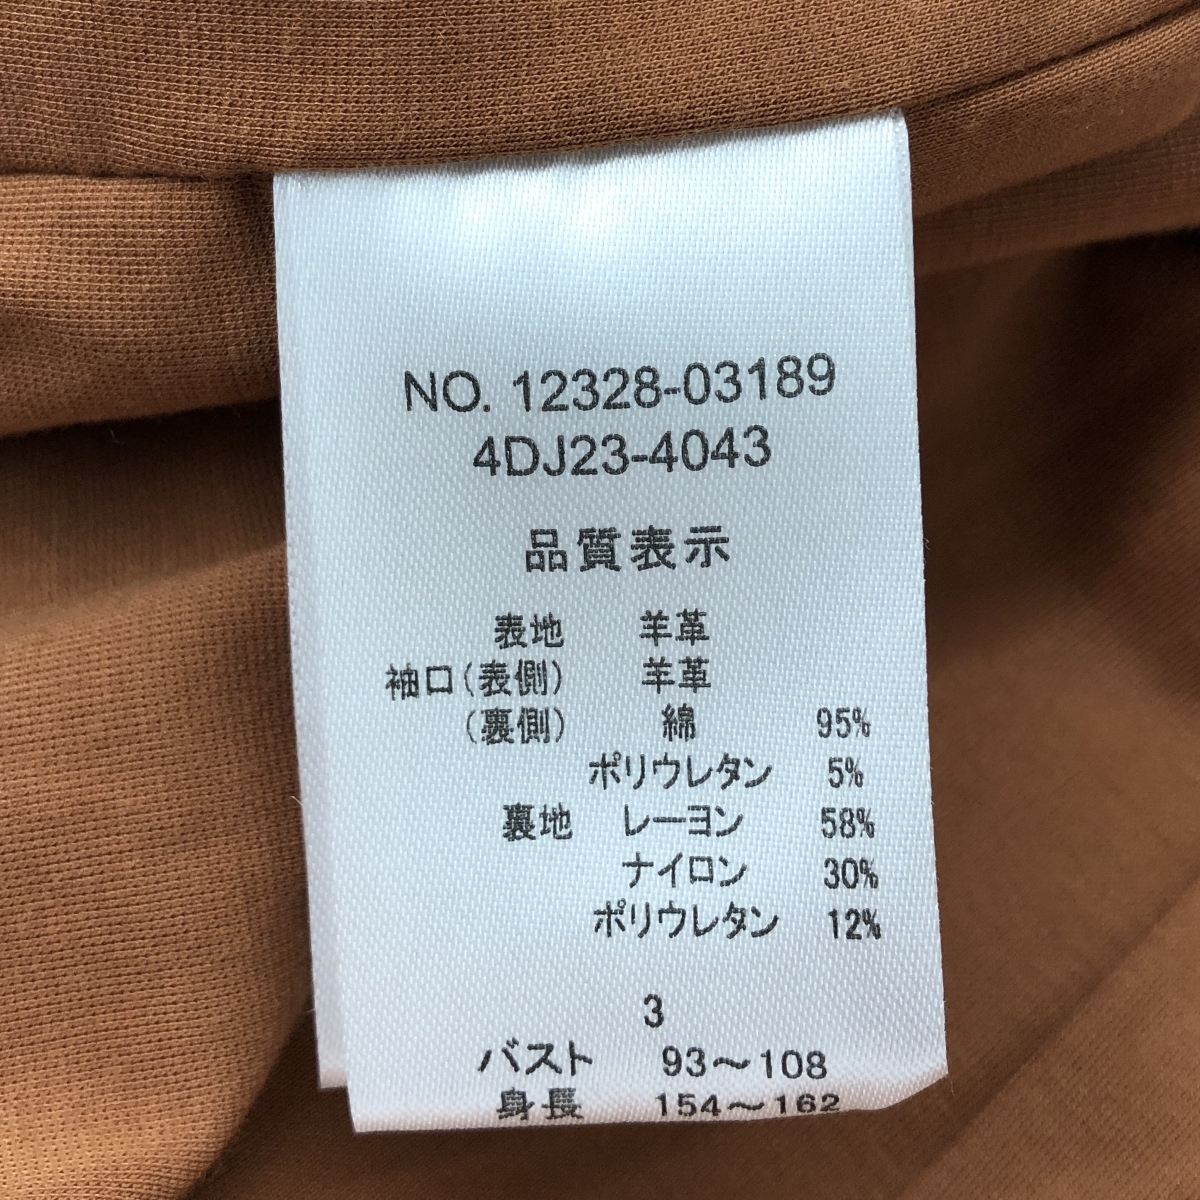 NO. 12328-03189
4DJ23-4043
品質表示
表地 羊革
袖口(表側) 羊革
(裏側) 綿 95%
ポリウレタン 5%
裏地 レーヨン 58%
ナイロン 30%
ポリウレタン 12%
3
バスト 93〜108
身長 154〜162